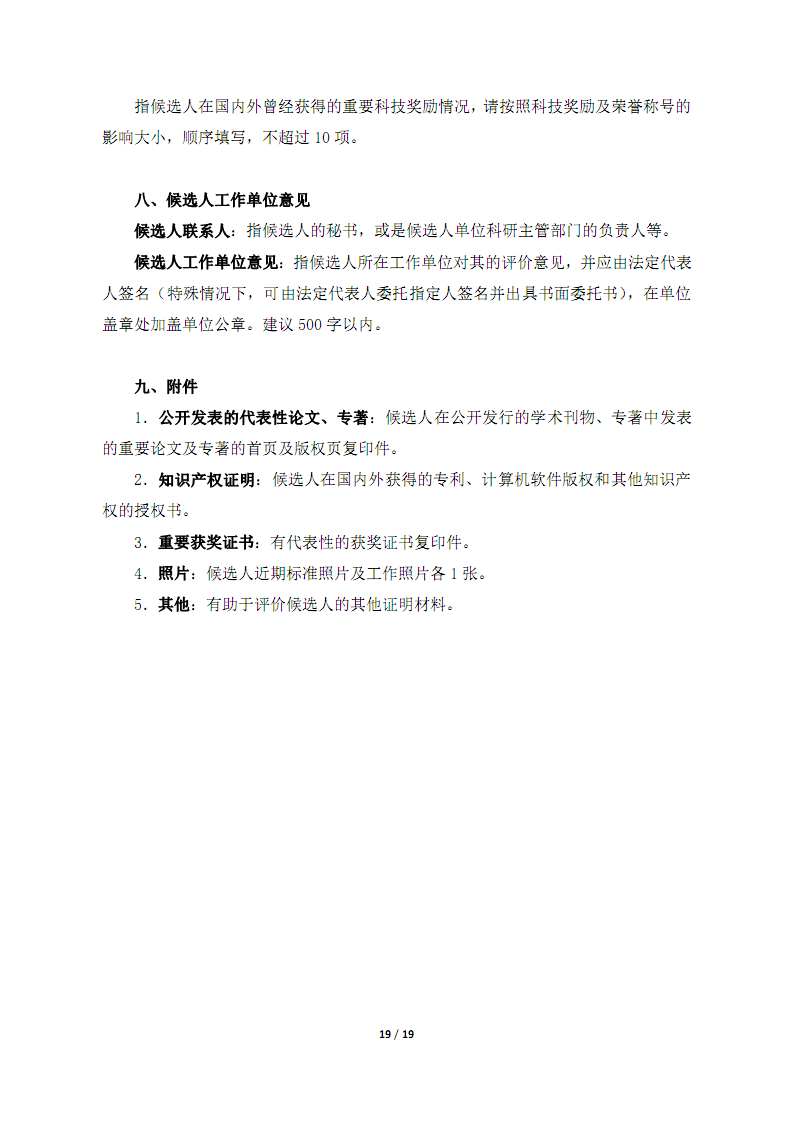 指候选人在国内外曾经获得的重要科技奖励情况，请按照科技奖励及荣誉称号的
影响大小，顺序填写，不超过 10 项。
八、候选人工作单位意见
候选人联系人：指候选人的秘书，或是候选人单位科研主管部门的负责人等。
候选人工作单位意见：指候选人所在工作单位对其的评价意见，并应由法定代表
人签名（特殊情况下，可由法定代表人委托指定人签名并出具书面委托书），在单位
盖章处加盖单位公章。建议 500 字以内。
九、附件
1．公开发表的代表性论文、专著：候选人在公开发行的学术刊物、专著中发表
的重要论文及专著的首页及版权页复印件。
2．知识产权证明：候选人在国内外获得的专利、计算机软件版权和其他知识产
权的授权书。
3．重要获奖证书：有代表性的获奖证书复印件。
4．照片：候选人近期标准照片及工作照片各 1 张。
5．其他：有助于评价候选人的其他证明材料。
19 / 19